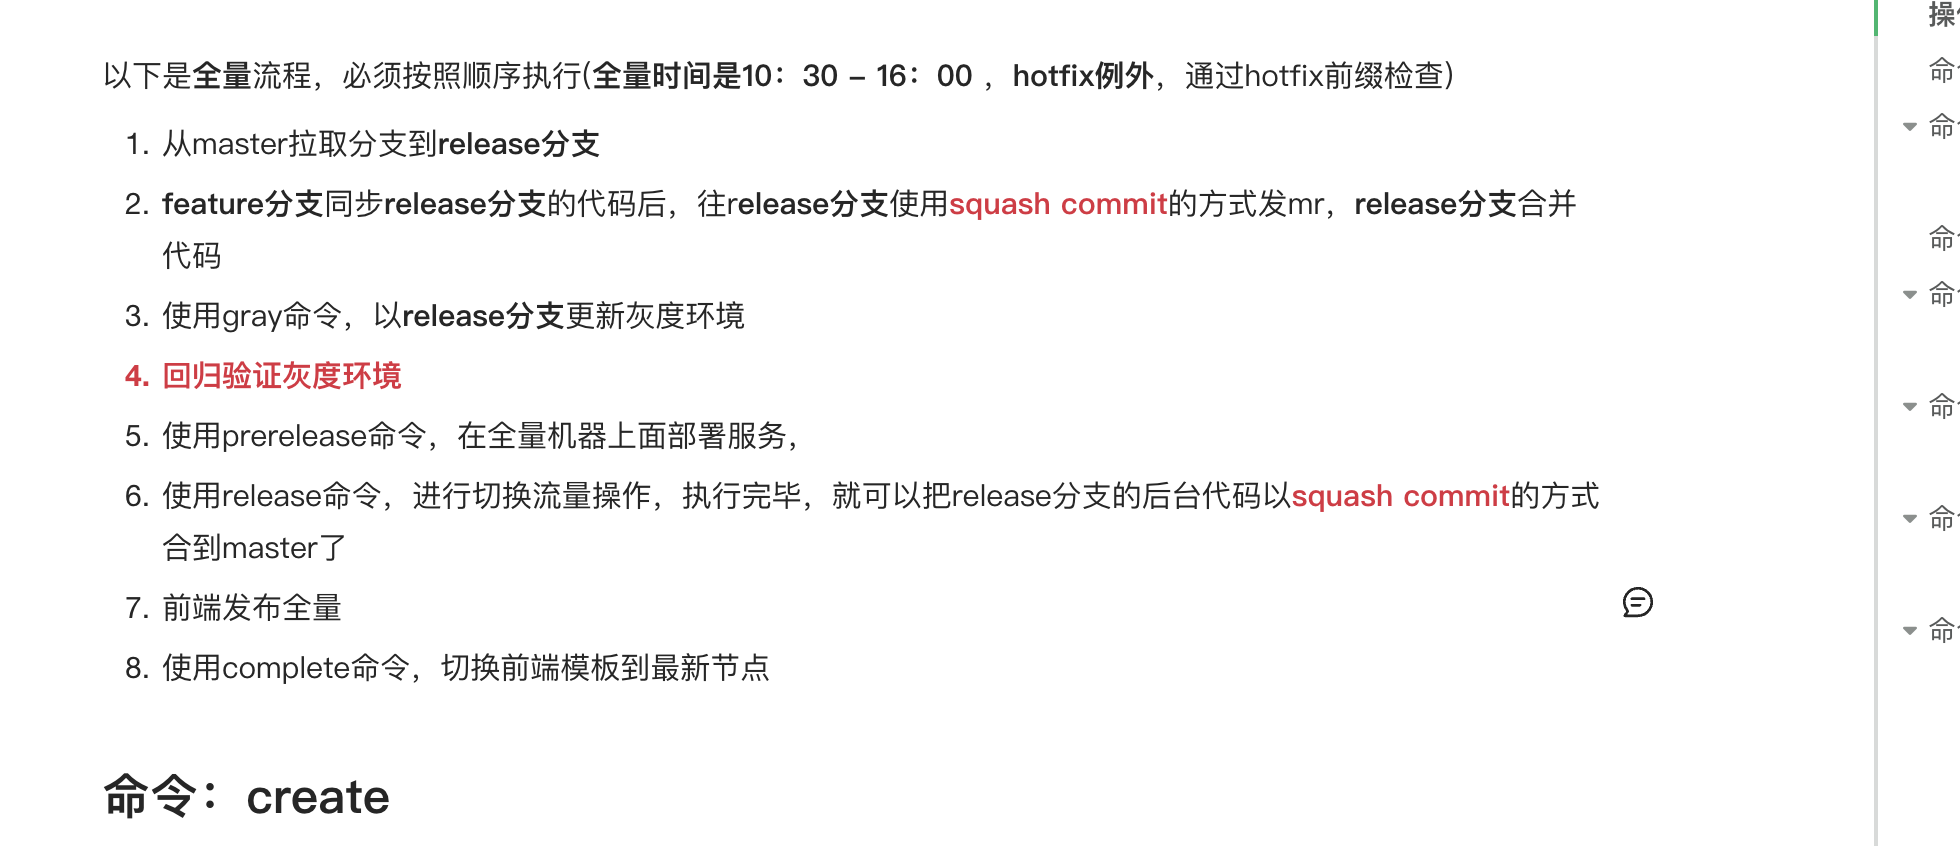 以下是全量流程，必须按照顺序执行(全量时间是10：30 – 16：00 ，hotfix例外，通过hotfix前缀检查)
1. 从master拉取分支到release分支
2. feature分支同步release分支的代码后，往release分支使用squash commit的方式发mr，release分支合并
代码
3. 使用gray命令，以release分支更新灰度环境
4. 回归验证灰度环境
5. 使用prerelease命令，在全量机器上面部署服务，
6. 使用release命令，进行切换流量操作，执行完毕，就可以把release分支的后台代码以squash commit的方式
合到master了
7. 前端发布全量
8. 使用complete命令，切换前端模板到最新节点
命令：create
操
命
命
命
命
命
命
命